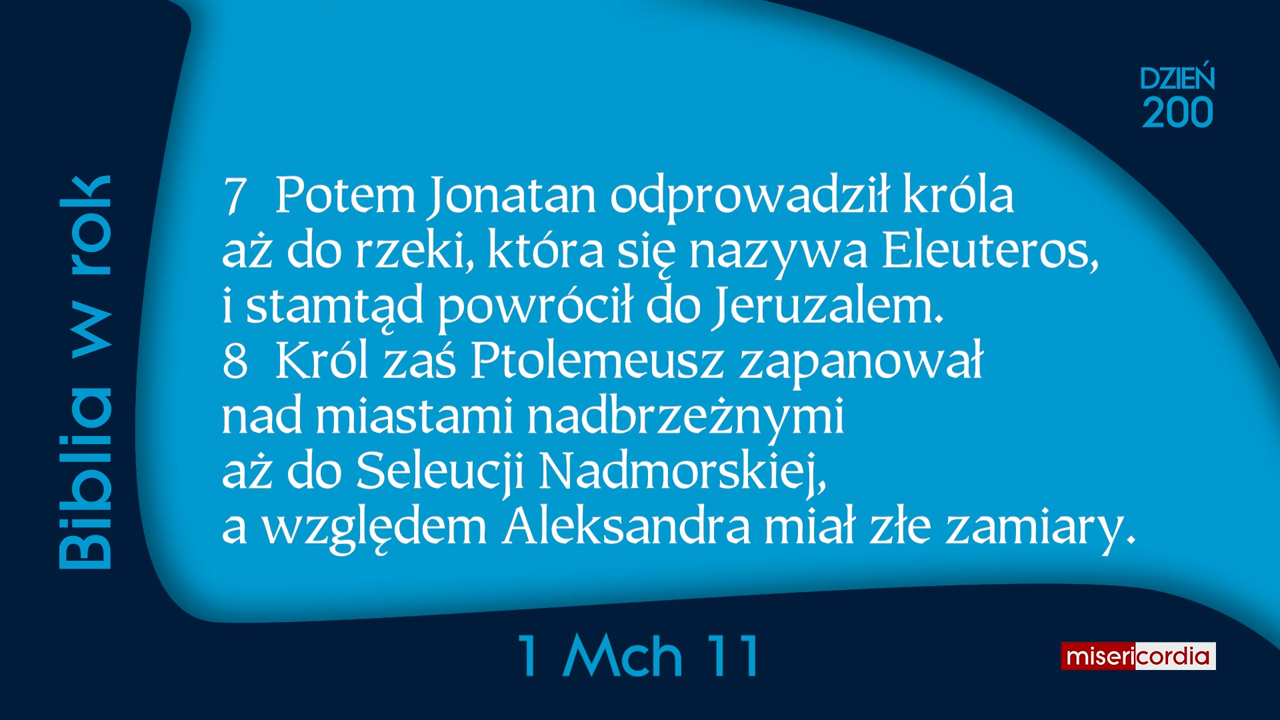 DZIEŃ
200
Biblia w rok
7 Potem Jonatan odprowadził króla
aż do rzeki, która się nazywa Eleuteros,
i stamtąd powrócił do Jeruzalem.
8 Król zaś Ptolemeusz zapanował
nad miastami nadbrzeżnymi
aż do Seleucji Nadmorskiej,
a względem Aleksandra miał złe zamiary.
1 Mch 11
misericordia